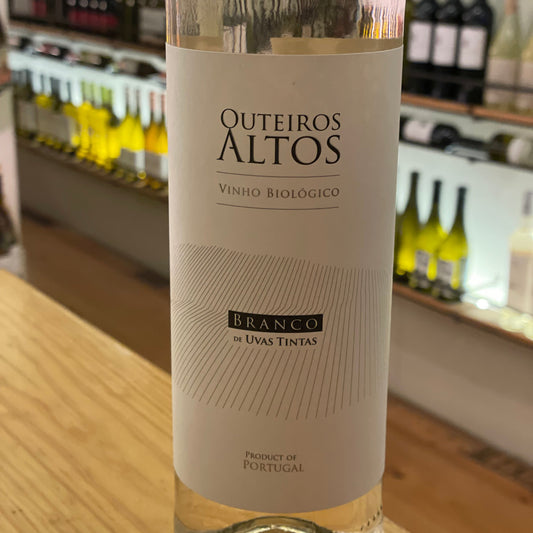 OUTEIROS
ALTOS
VINHO BIOLÓGICO
BRANCO
DE UVAS TINTAS
PRODUCT OF
PORTUGAL